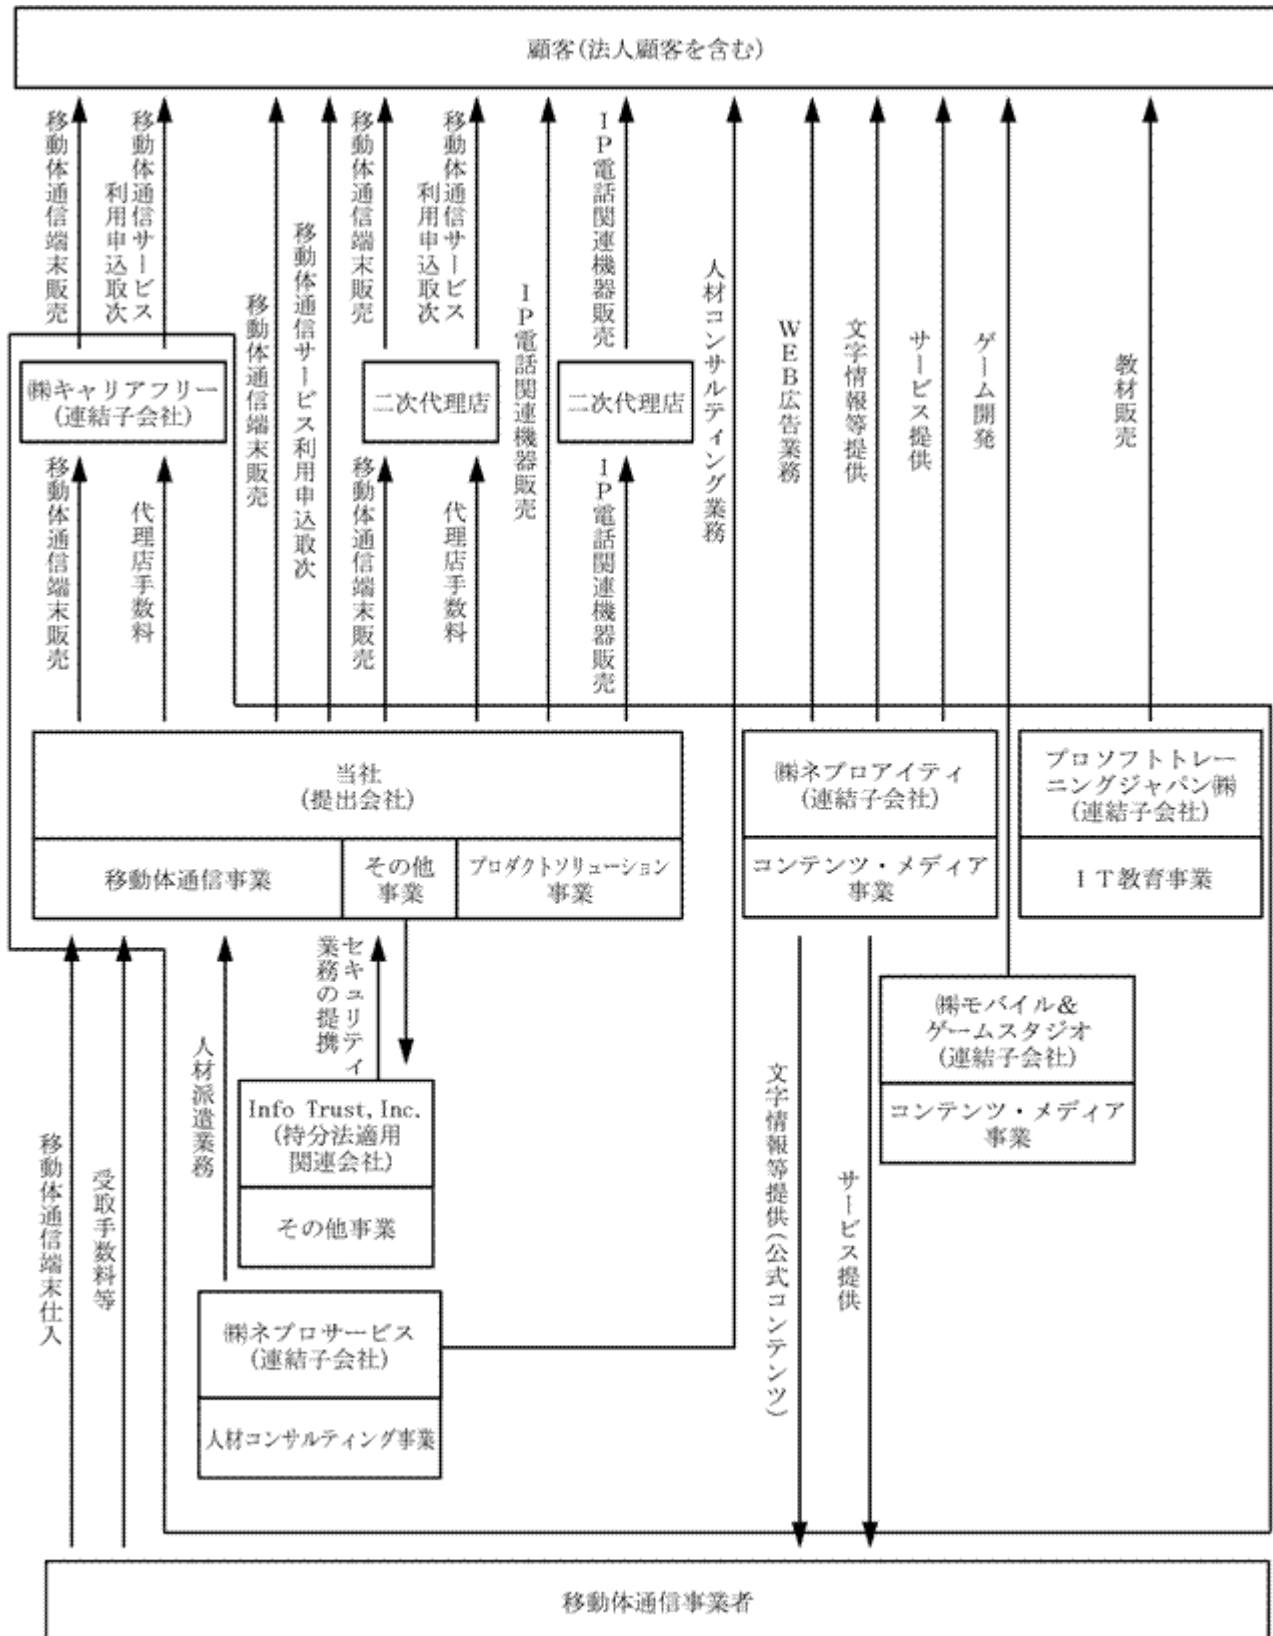 顧客(法人顧客を含む)
移動体通信端末販売
移動体通信サービス
利用申込取次
移動体通信端末販売
移動体通信サービス利用申込取次
移動体通信端末販売
移動体通信サービス
利用申込取次
IP電話関連機器販売
IP電話関連機器販売
人材コンサルティング業務
WEB広告業務
文字情報等提供
サービス提供
ゲーム開発
教材販売
㈱キャリアフリー
(連結子会社)
二次代理店
二次代理店
移動体通信端末販売
代理店手数料
移動体通信端末販売
代理店手数料
IP電話関連機器販売
当社
(提出会社)
移動体通信事業
その他
事業
プロダクトソリューション
事業
㈱ネプロアイティ
(連結子会社)
コンテンツ・メディア
事業
プロソフトトレー
ニングジャパン㈱
(連結子会社)
IT教育事業
移動体通信端末仕入
受取手数料等
人材派遣業務
セキュリティ
業務の提携
Info Trust, Inc.
(持分法適用
関連会社)
その他事業
㈱ネプロサービス
(連結子会社)
人材コンサルティング事業
文字情報等提供(公式コンテンツ)
サービス提供
㈱モバイル&
ゲームスタジオ
(連結子会社)
コンテンツ・メディア
事業
移動体通信事業者